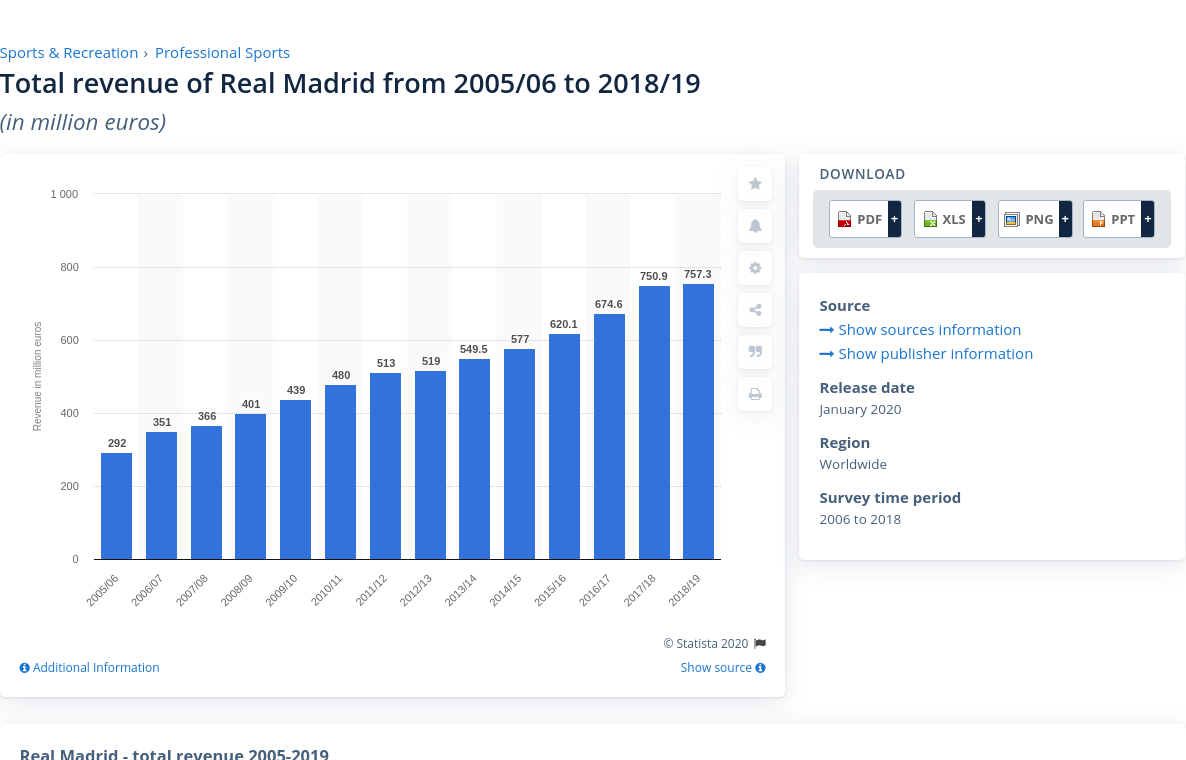 Sports & Recreation › Professional Sports
Total revenue of Real Madrid from 2005/06 to 2018/19
(in million euros)
Revenue in million euros
1 000
800
600
400
200
0
292
351
366
401
439
480
513
519
549.5
577
620.1
674.6
750.9
757.3
2005/06
2006/07
2007/08
2008/09
2009/10
2010/11
2011/12
2012/13
2013/14
2014/15
2015/16
2016/17
2017/18
2018/19
© Statista 2020
Additional Information
Show source
DOWNLOAD
PDF + XLS + PNG + PPT +
Source
Show sources information
Show publisher information
Release date
January 2020
Region
Worldwide
Survey time period
2006 to 2018
Real Madrid - total revenue 2005-2019